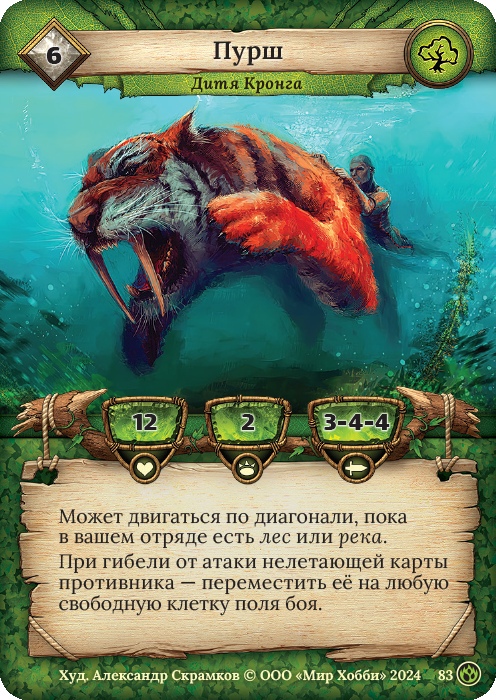 6
Пурш
Дитя Кронга
12
2
3-4-4
Может двигаться по диагонали, пока
в вашем отряде есть лес или река.
При гибели от атаки нелетающей карты
противника — переместить её на любую
свободную клетку поля боя.
Худ. Александр Скрамков © ООО «Мир Хобби» 2024
83